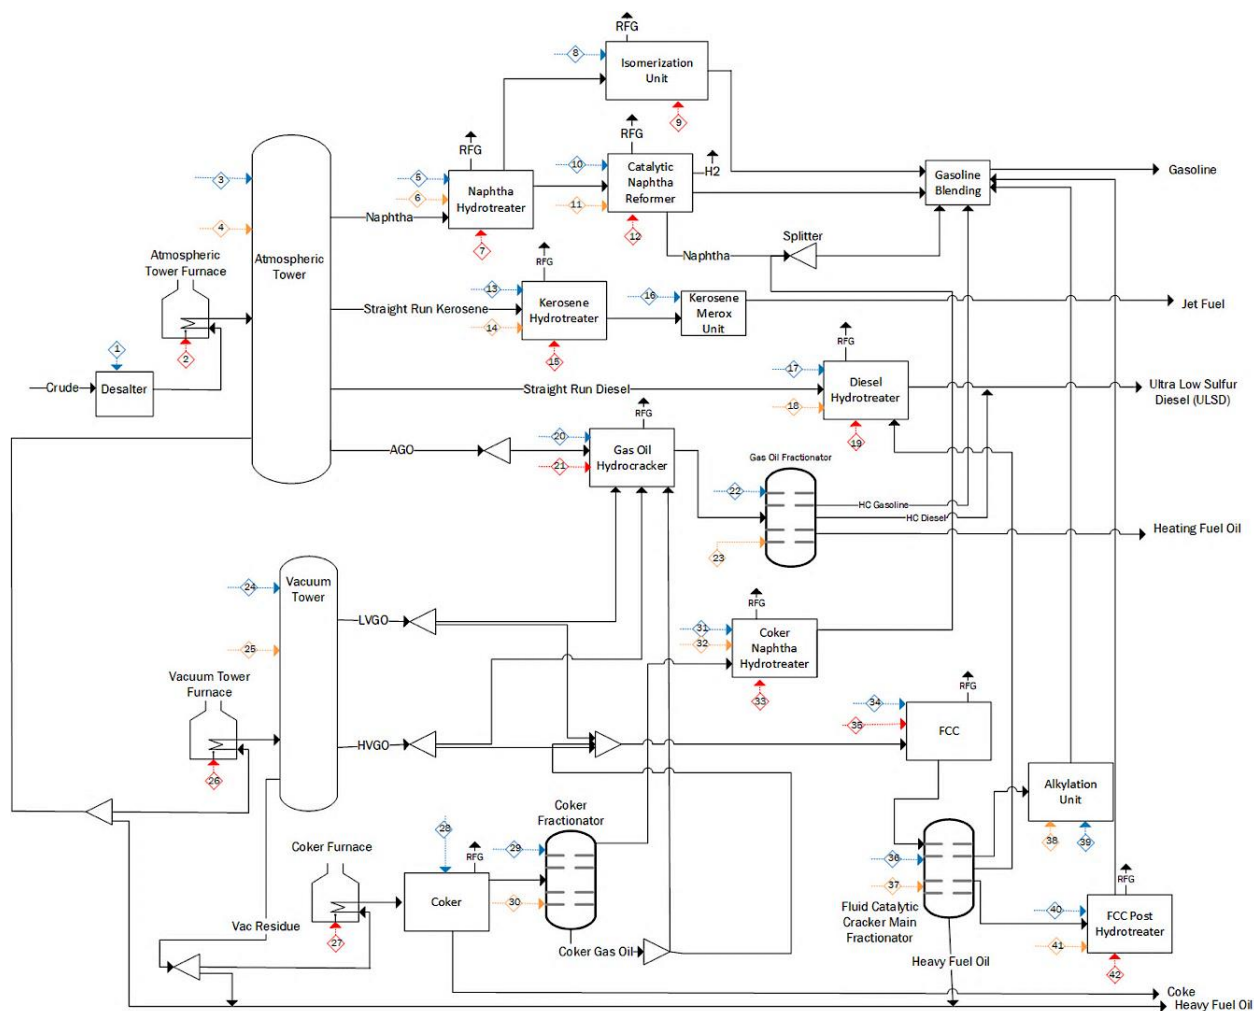 RFG
8
Isomerization
Unit
9
RFG
RFG
10
Catalytic
Naphtha
Reformer
H2
11
12
5
6
Naphtha
Hydrotreater
7
3
4
Naphtha
Gasoline
Blending
Gasoline
Atmospheric
Tower Furnace
Atmospheric
Tower
2
1
Crude
Desalter
Naphtha
Splitter
RFG
13
Straight Run Kerosene
Kerosene
Hydrotreater
14
15
16
Kerosene
Merox
Unit
Jet Fuel
RFG
17
Straight Run Diesel
Diesel
Hydrotreater
18
19
Ultra Low Sulfur
Diesel (ULSD)
RFG
AGO
20
21
Gas Oil
Hydrocracker
Gas Oil Fractionator
22
23
HC Gasoline
HC Diesel
Heating Fuel Oil
24
Vacuum
Tower
25
LVGO
Vacuum Tower
Furnace
26
HVGO
RFG
31
32
Coker
Naphtha
Hydrotreater
33
RFG
34
35
FCC
Alkylation
Unit
38
39
Coker Furnace
27
28
RFG
Coker
Coker
Fractionator
29
30
Vac Residue
Coker Gas Oil
36
37
Fluid Catalytic
Cracker Main
Fractionator
Heavy Fuel Oil
RFG
40
FCC Post
Hydrotreater
41
42
Coke
Heavy Fuel Oil